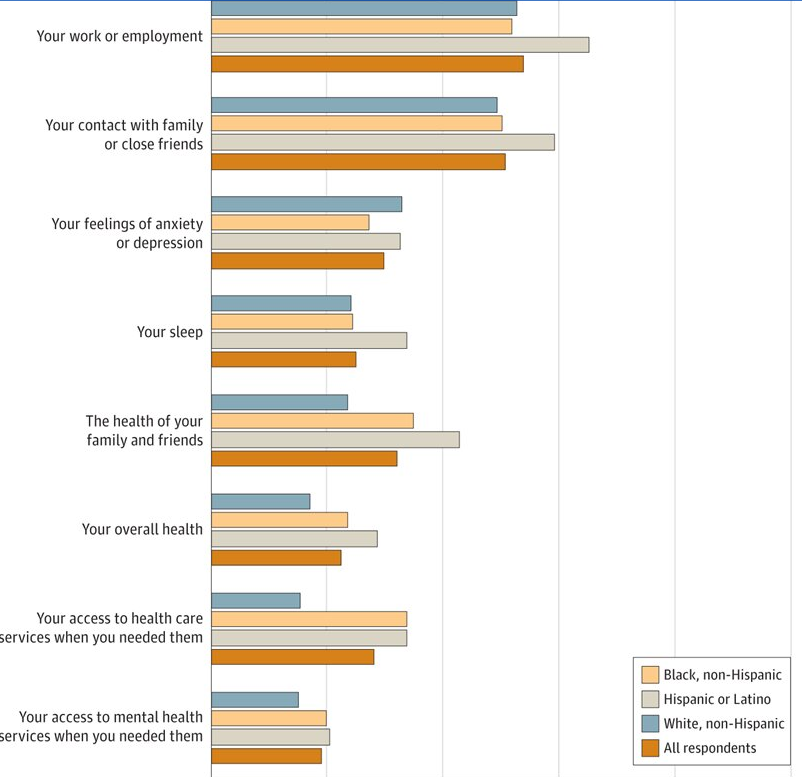 Your work or employment
Your contact with family
or close friends
Your feelings of anxiety
or depression
Your sleep
The health of your
family and friends
Your overall health
Your access to health care
services when you needed them
Your access to mental health
services when you needed them
Black, non-Hispanic
Hispanic or Latino
White, non-Hispanic
All respondents